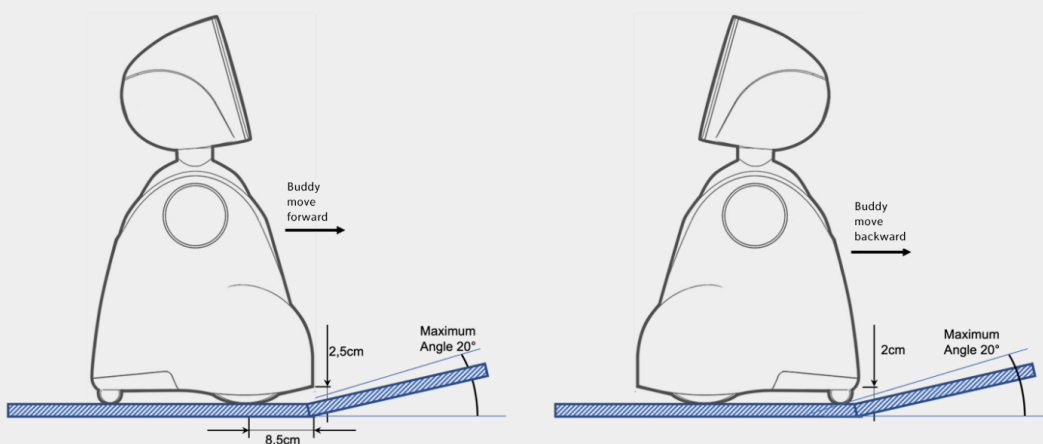 Buddy
move
forward
Maximum
Angle 20°
2,5cm
8,5cm
Buddy
move
backward
Maximum
Angle 20°
2cm